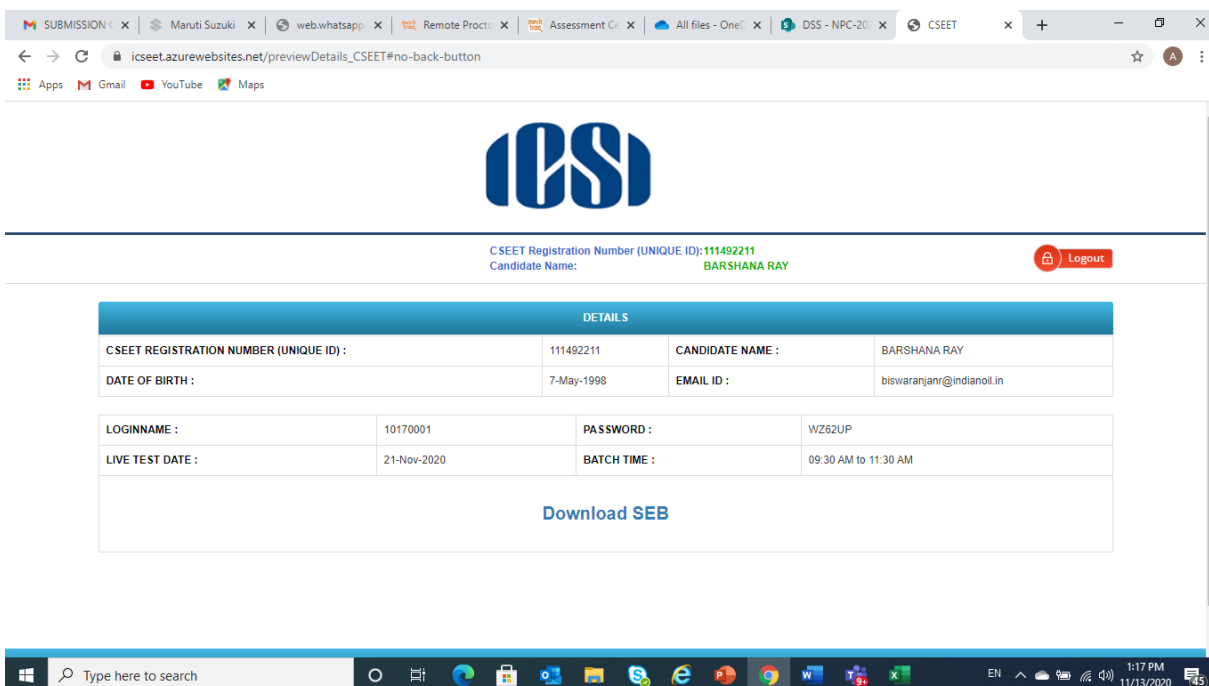 SUBMISSION C
Maruti Suzuki
web.whatsapp
Remote Procto
Assessment Ce
All files - OneD
DSS - NPC-202
CSEET
icseet.azurewebsites.net/previewDetails_CSEET#no-back-button
A
Apps
Gmail
YouTube
Maps
ICSI
CSEET Registration Number (UNIQUE ID): 111492211
Candidate Name: BARSHANA RAY
Logout
DETAILS
CSEET REGISTRATION NUMBER (UNIQUE ID) : 111492211 CANDIDATE NAME : BARSHANA RAY
DATE OF BIRTH : 7-May-1998 EMAIL ID : biswaranjanr@indianoil.in
LOGINNAME : 10170001 PASSWORD : WZ62UP
LIVE TEST DATE : 21-Nov-2020 BATCH TIME : 09:30 AM to 11:30 AM
Download SEB
Type here to search
EN
1:17 PM
11/13/2020
45